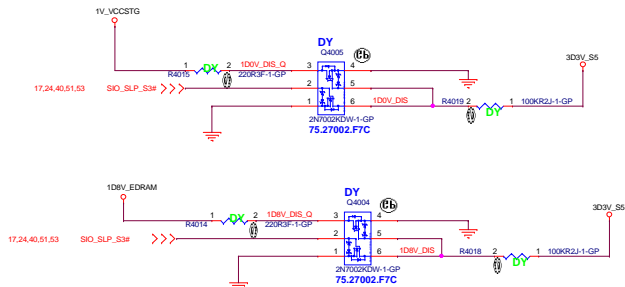 1V_VCCSTG
DY
Q4005
3D3V_S5
1 DY 2 1D0V_DIS_Q 3 4
R4015 220R3F-1-GP
17,24,40,51,53 SIO_SLP_S3# 2 5
1 6 1D0V_DIS R4019 2 1 100KR2J-1-GP
DY
2N7002KDW-1-GP
75.27002.F7C
1D8V_EDRAM
DY
Q4004
3D3V_S5
1 DY 2 1D8V_DIS_Q 3 4
R4014 220R3F-1-GP
17,24,40,51,53 SIO_SLP_S3# 2 5
1 6 1D8V_DIS R4018 2 1 100KR2J-1-GP
DY
2N7002KDW-1-GP
75.27002.F7C